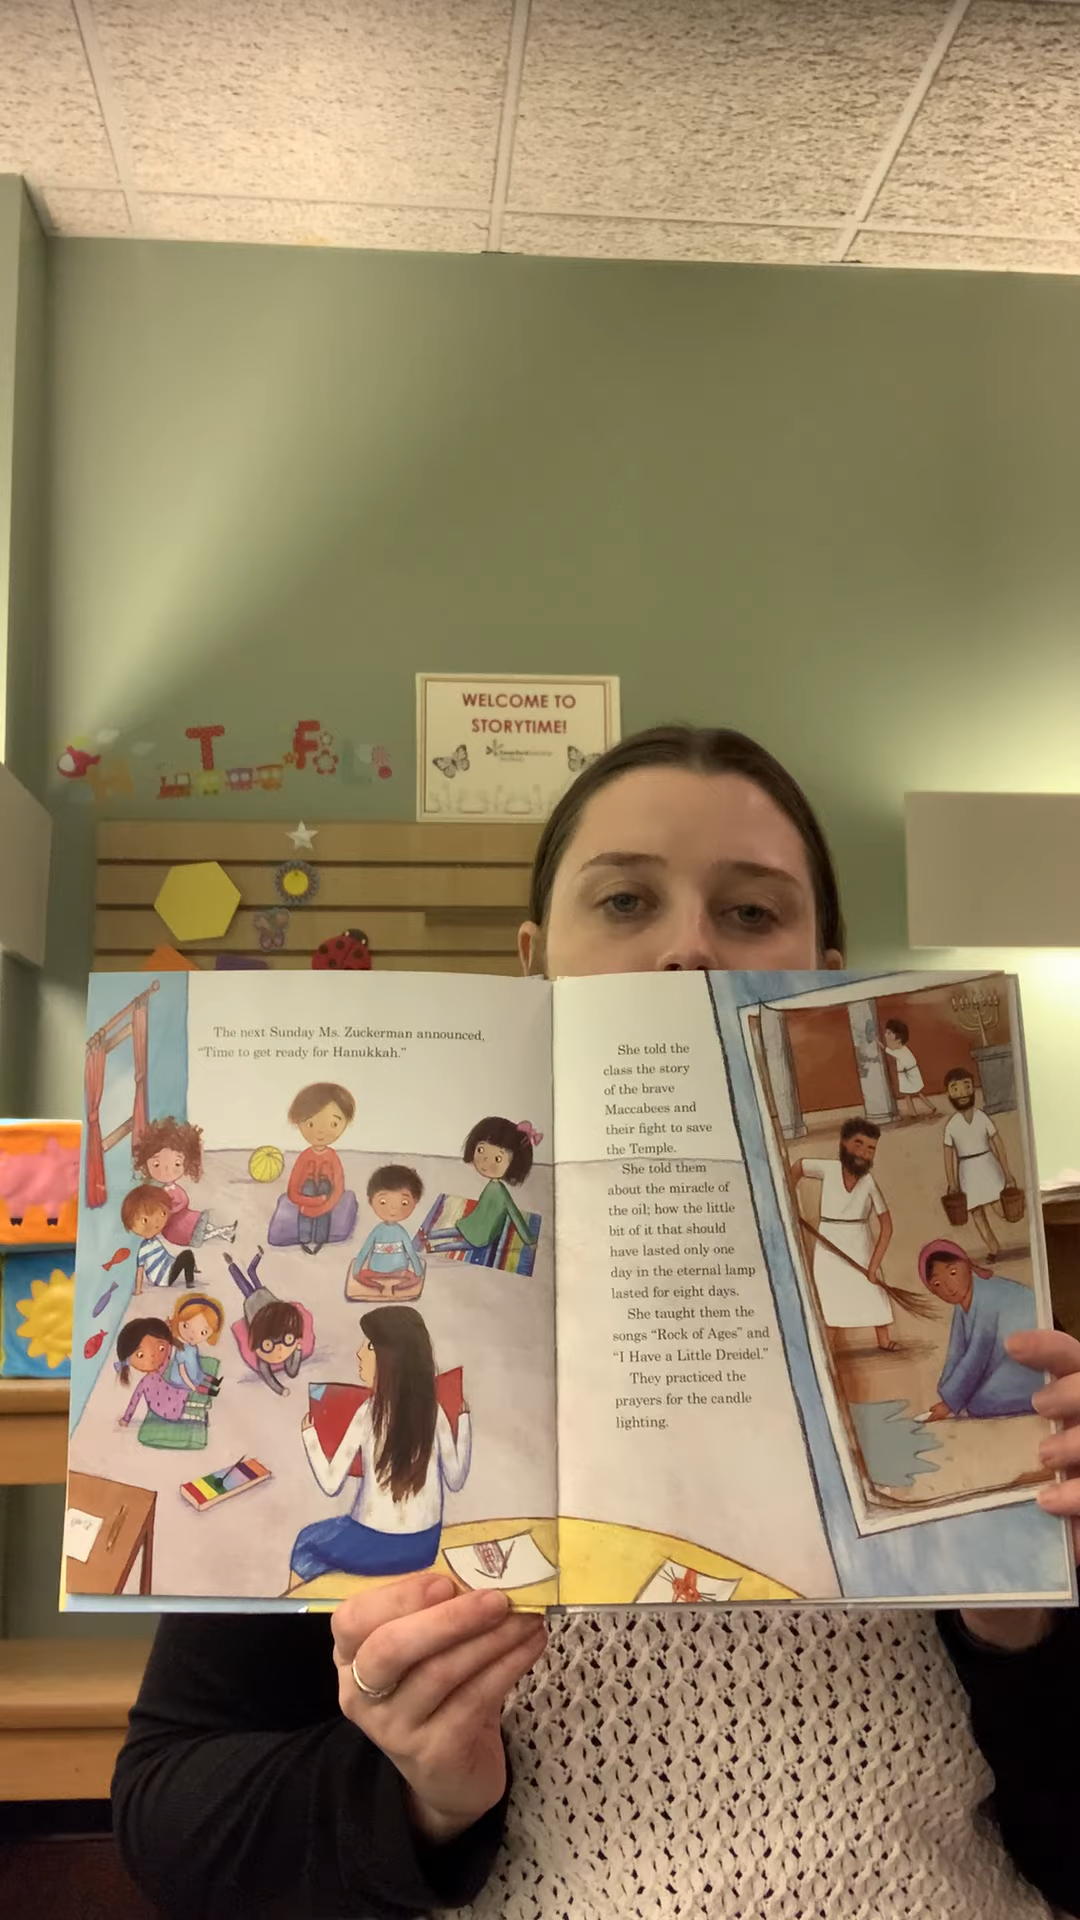 WELCOME TO
STORYTIME!
The next Sunday Ms. Zuckerman announced,
"Time to get ready for Hanukkah."
She told the
class the story
of the brave
Maccabees and
their fight to save
the Temple.
She told them
about the miracle of
the oil; how the little
bit of it that should
have lasted only one
day in the eternal lamp
lasted for eight days.
She taught them the
songs "Rock of Ages" and
"I Have a Little Dreidel."
They practiced the
prayers for the candle
lighting.